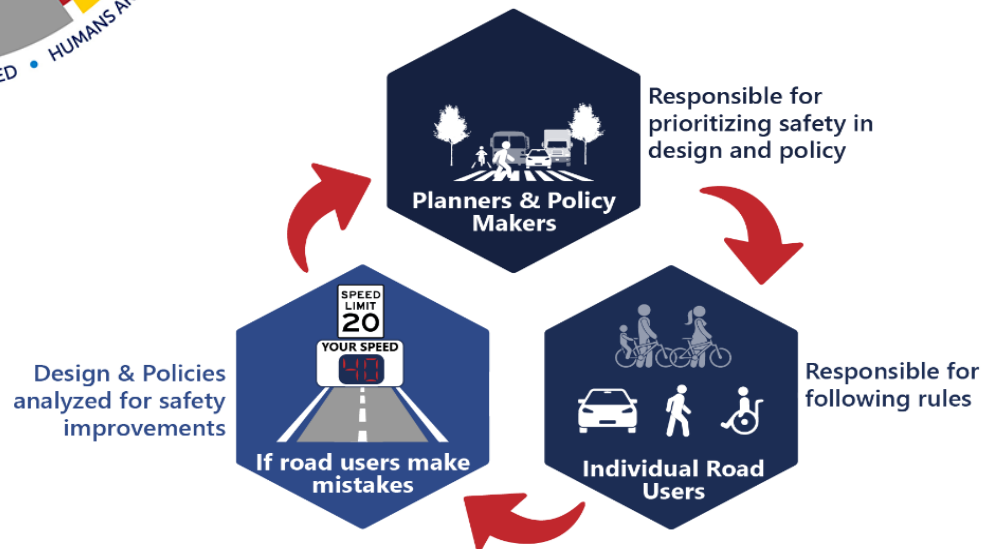 ED • HUMANS AR
Responsible for
prioritizing safety in
design and policy
Planners & Policy
Makers
SPEED
LIMIT
20
YOUR SPEED
40
Design & Policies
analyzed for safety
improvements
If road users make
mistakes
Responsible for
following rules
Individual Road
Users